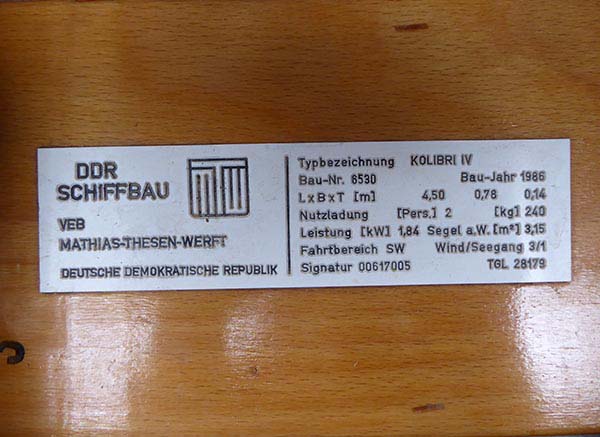 DDR
SCHIFFBAU
VEB
MATHIAS-THESEN-WERFT
DEUTSCHE DEMOKRATISCHE REPUBLIK
MTW
Typbezeichnung KOLIBRI IV
Bau-Nr. 6530 Bau-Jahr 1986
LxBxT [m] 4,50 0,78 0,14
Nutzladung [Pers.] 2 [kg] 240
Leistung [kW] 1,84 Segel a.W. [m²] 3,15
Fahrtbereich SW Wind/Seegang 3/1
Signatur 00617005 TGL 28179